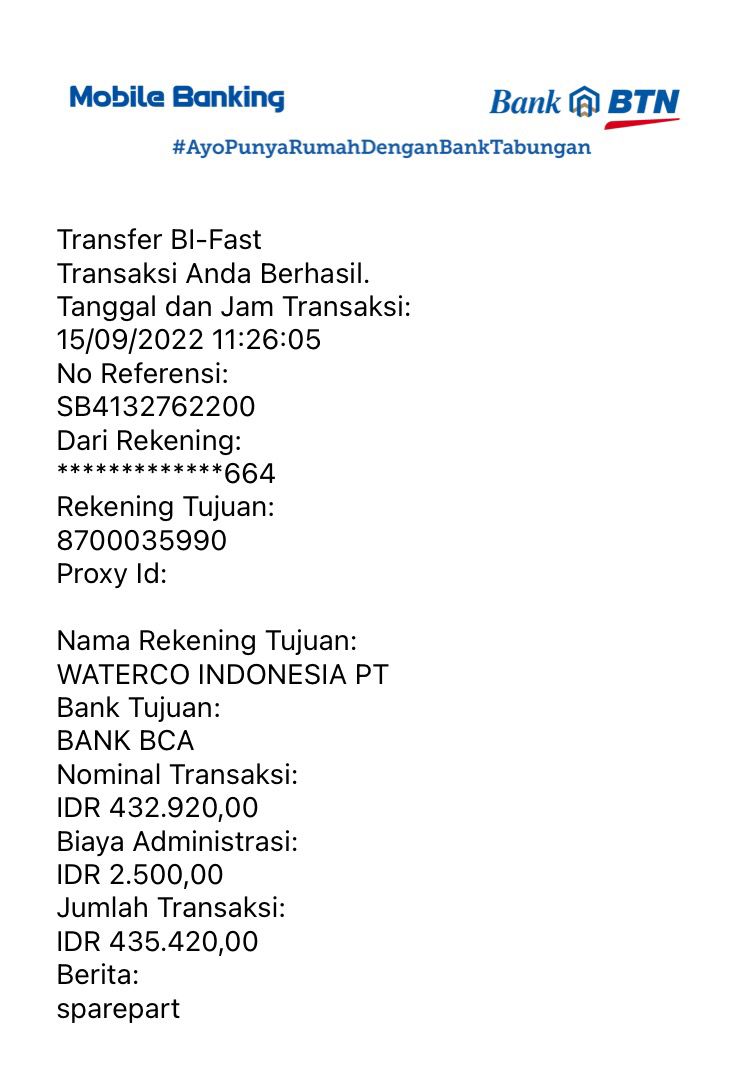 Mobile Banking
Bank BTN
#AyoPunyaRumahDenganBankTabungan
Transfer BI-Fast
Transaksi Anda Berhasil.
Tanggal dan Jam Transaksi:
15/09/2022 11:26:05
No Referensi:
SB4132762200
Dari Rekening:
*************664
Rekening Tujuan:
8700035990
Proxy Id:
Nama Rekening Tujuan:
WATERCO INDONESIA PT
Bank Tujuan:
BANK BCA
Nominal Transaksi:
IDR 432.920,00
Biaya Administrasi:
IDR 2.500,00
Jumlah Transaksi:
IDR 435.420,00
Berita:
sparepart